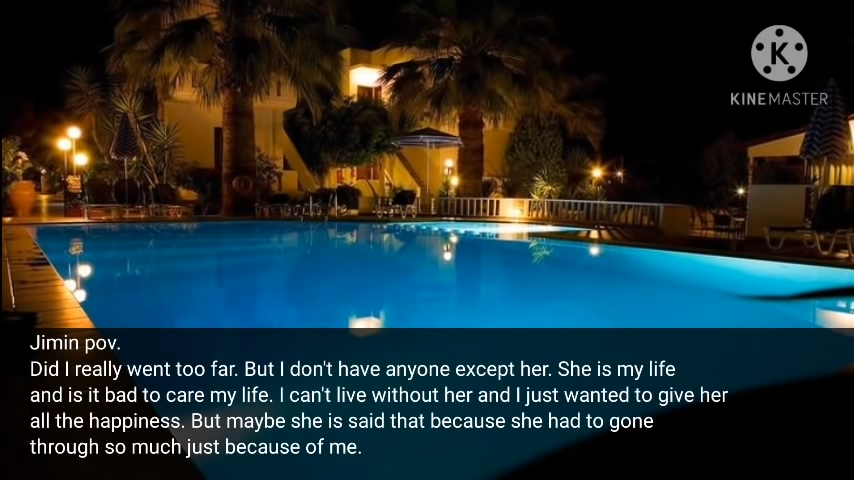 K
KINEMASTER
Jimin pov.
Did I really went too far. But I don't have anyone except her. She is my life
and is it bad to care my life. I can't live without her and I just wanted to give her
all the happiness. But maybe she is said that because she had to gone
through so much just because of me.